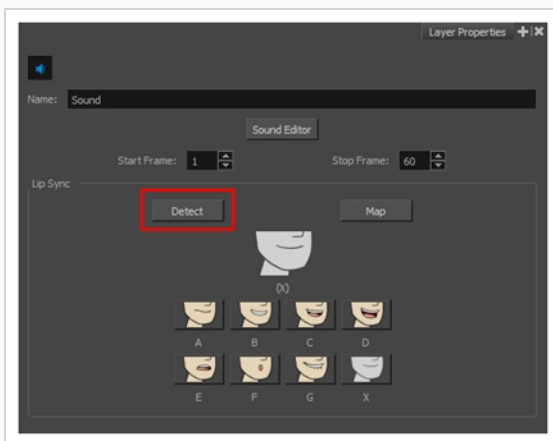 Layer Properties
Name: Sound
Sound Editor
Start Frame: 1 Stop Frame: 60
Lip Sync
Detect Map
(X)
A B C D
E F G X